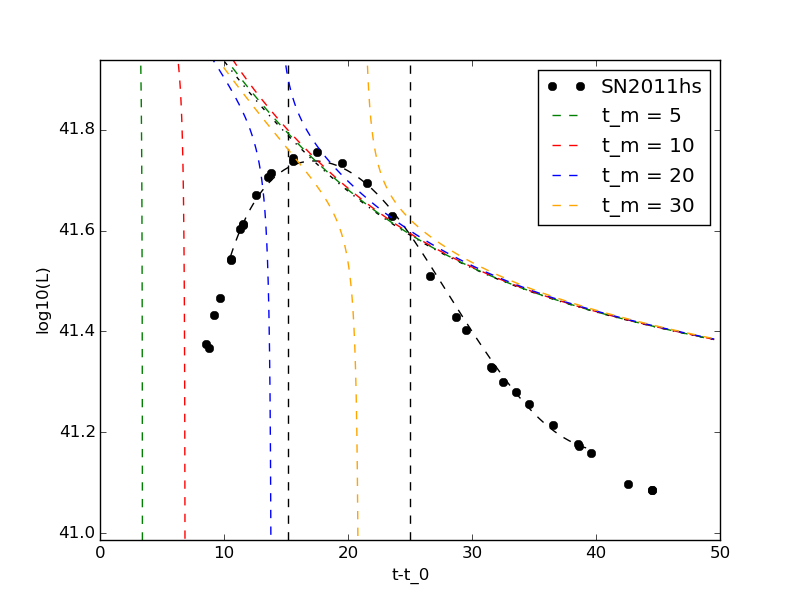 SN2011hs
t_m = 5
t_m = 10
t_m = 20
t_m = 30
41.8
41.6
41.4
41.2
41.0
log10(L)
0 10 20 30 40 50
t-t_0